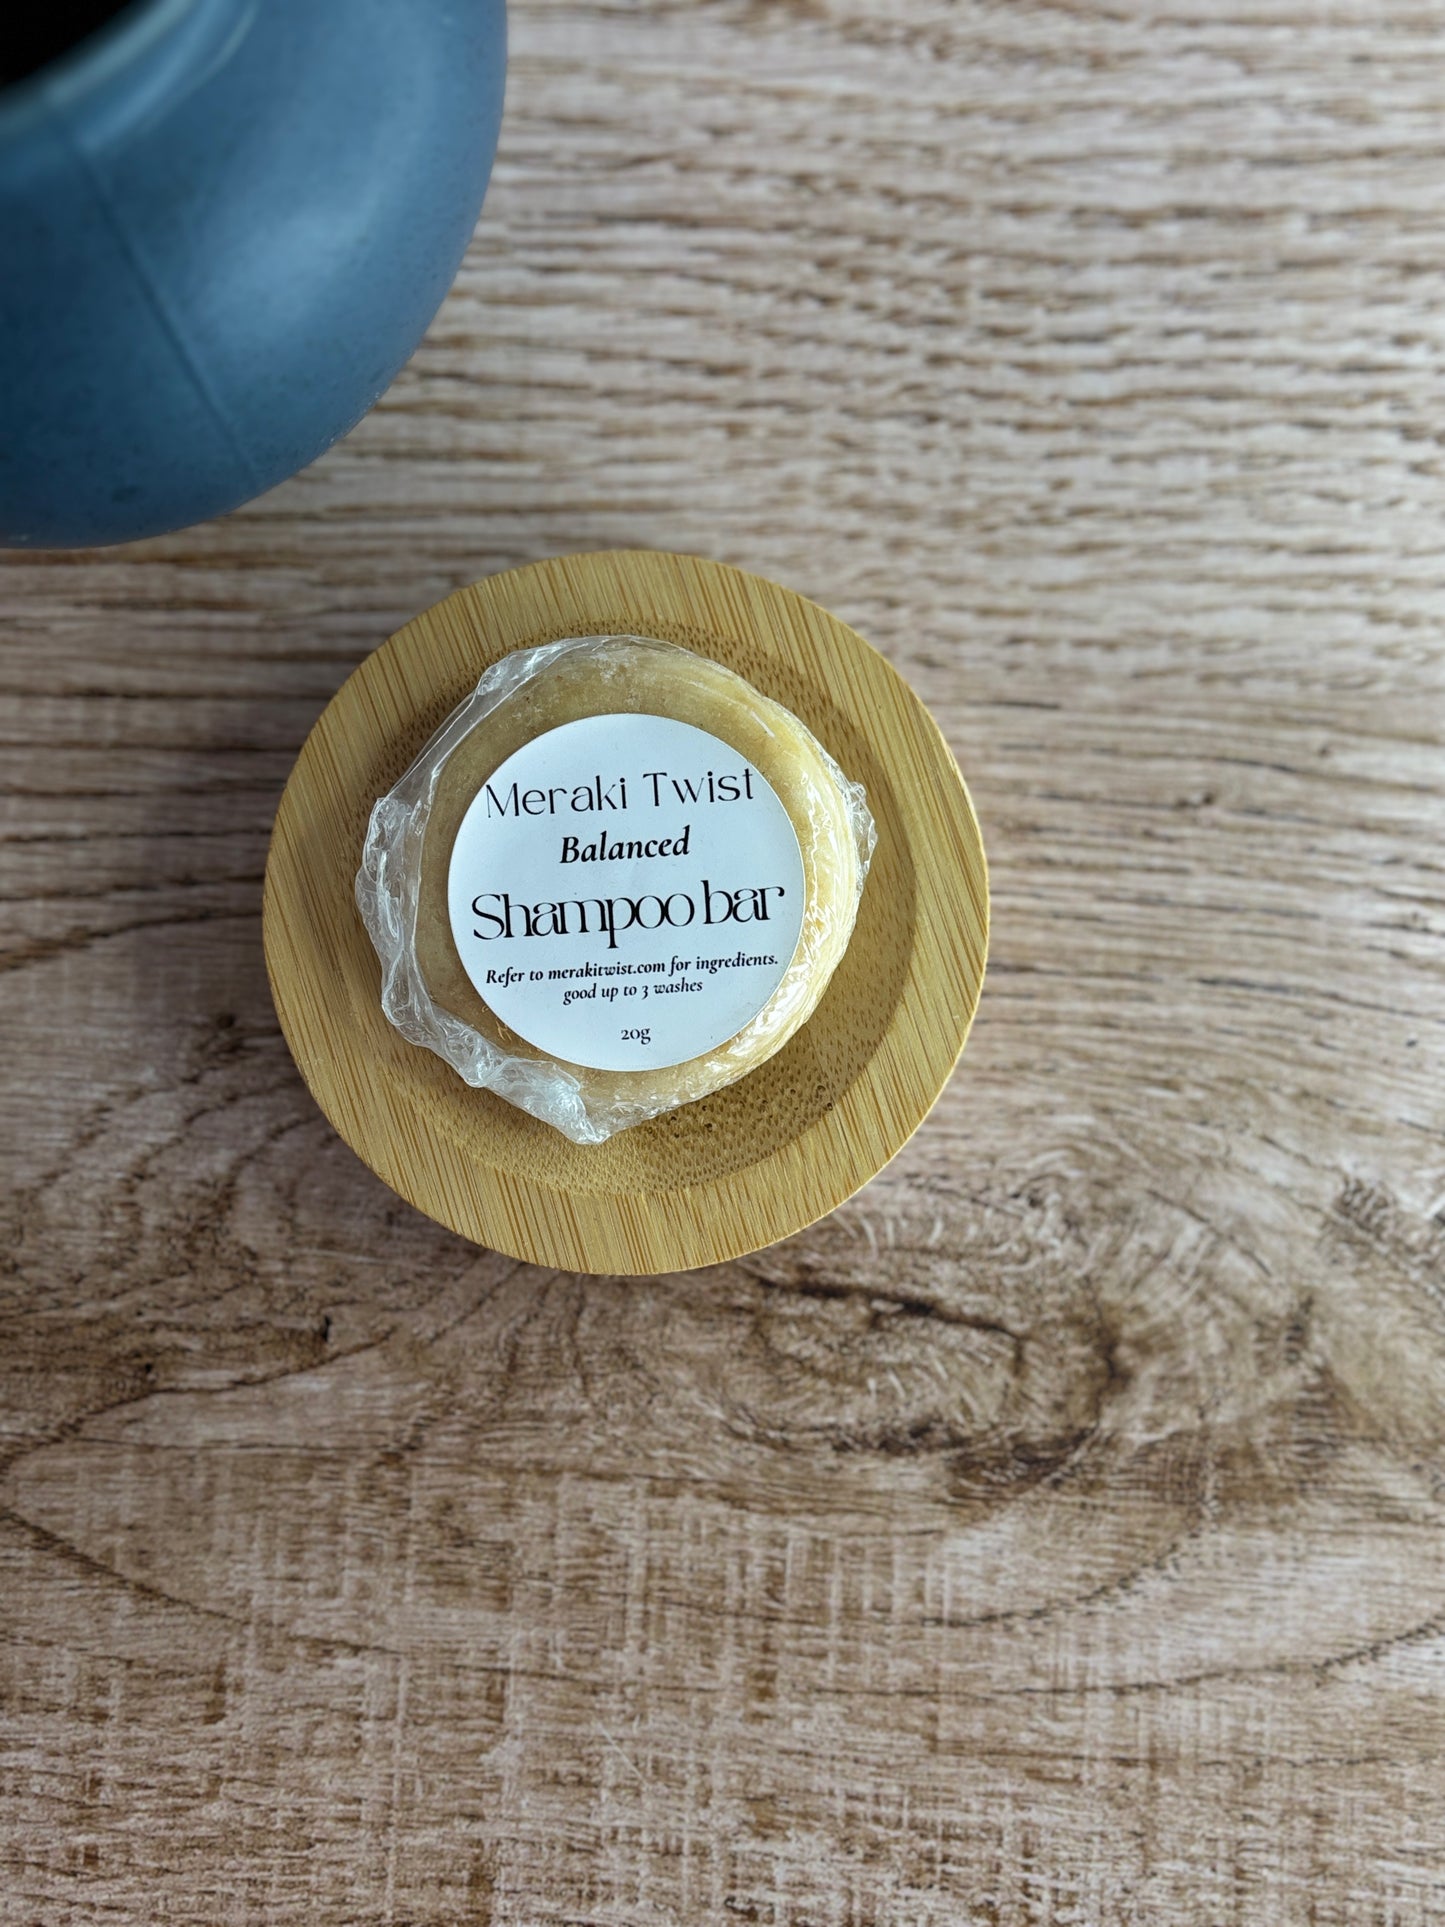 Meraki Twist
Balanced
Shampoo bar
Refer to merakitwist.com for ingredients.
good up to 3 washes
20g